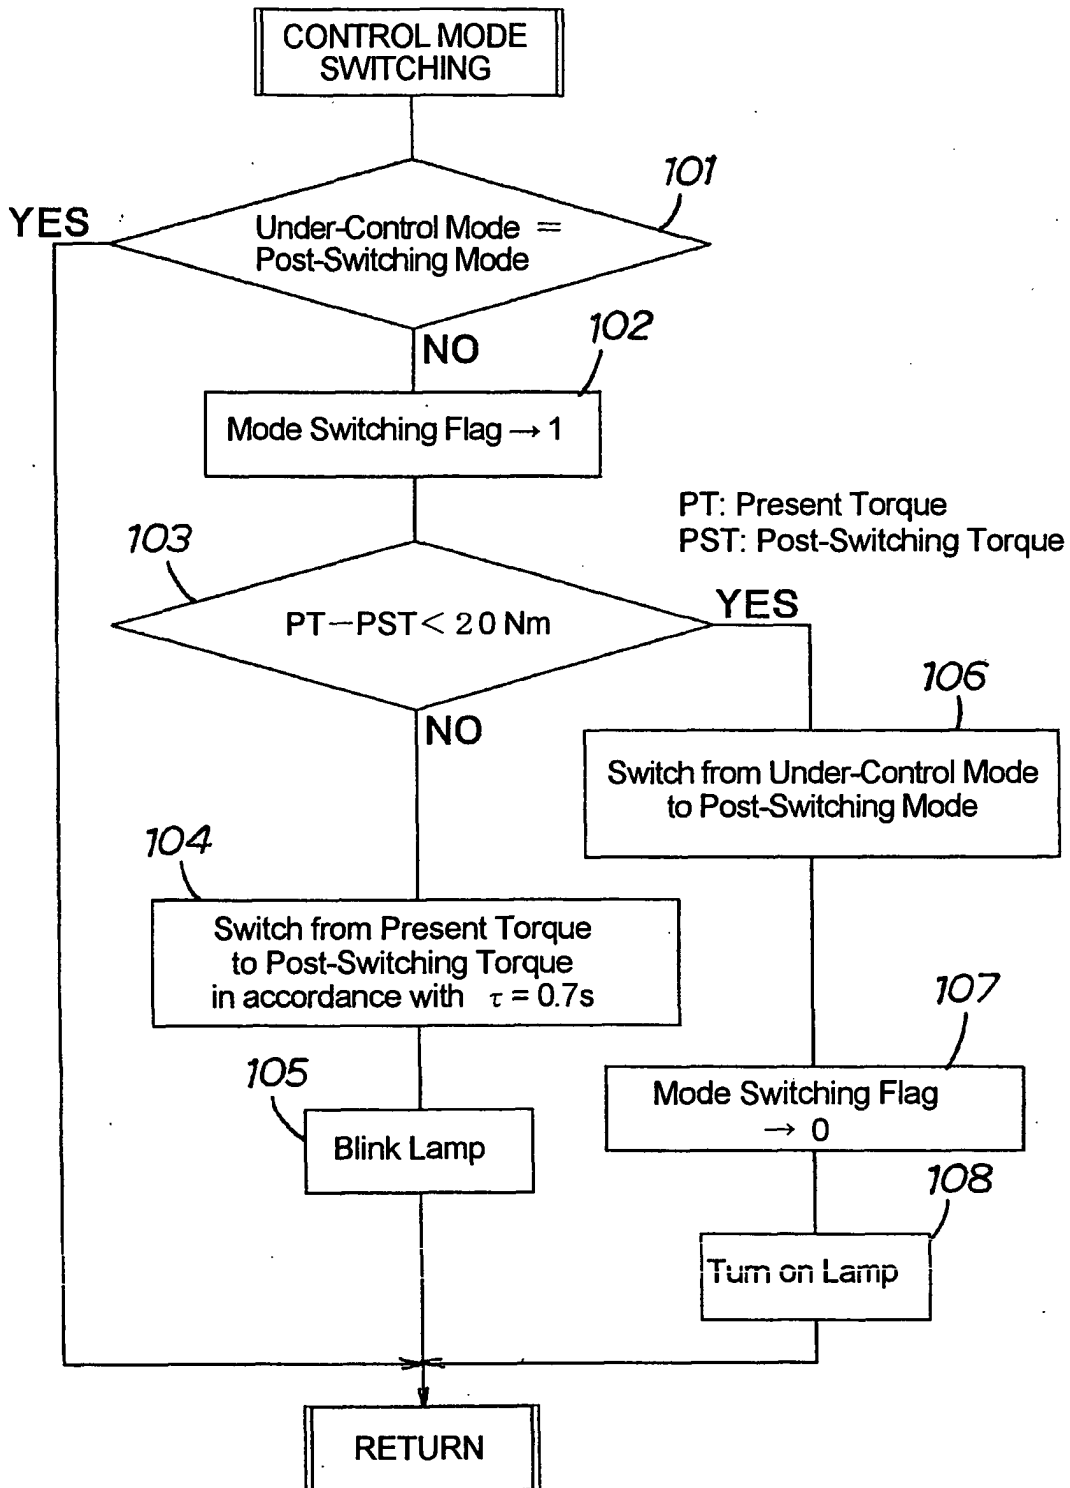 CONTROL MODE
SWITCHING
101
YES
Under-Control Mode =
Post-Switching Mode
102
NO
Mode Switching Flag → 1
PT: Present Torque
PST: Post-Switching Torque
103
YES
PT-PST< 20 Nm
106
NO
Switch from Under-Control Mode
to Post-Switching Mode
104
Switch from Present Torque
to Post-Switching Torque
in accordance with τ = 0.7s
107
105
Mode Switching Flag
→ 0
Blink Lamp
108
Turn on Lamp
RETURN